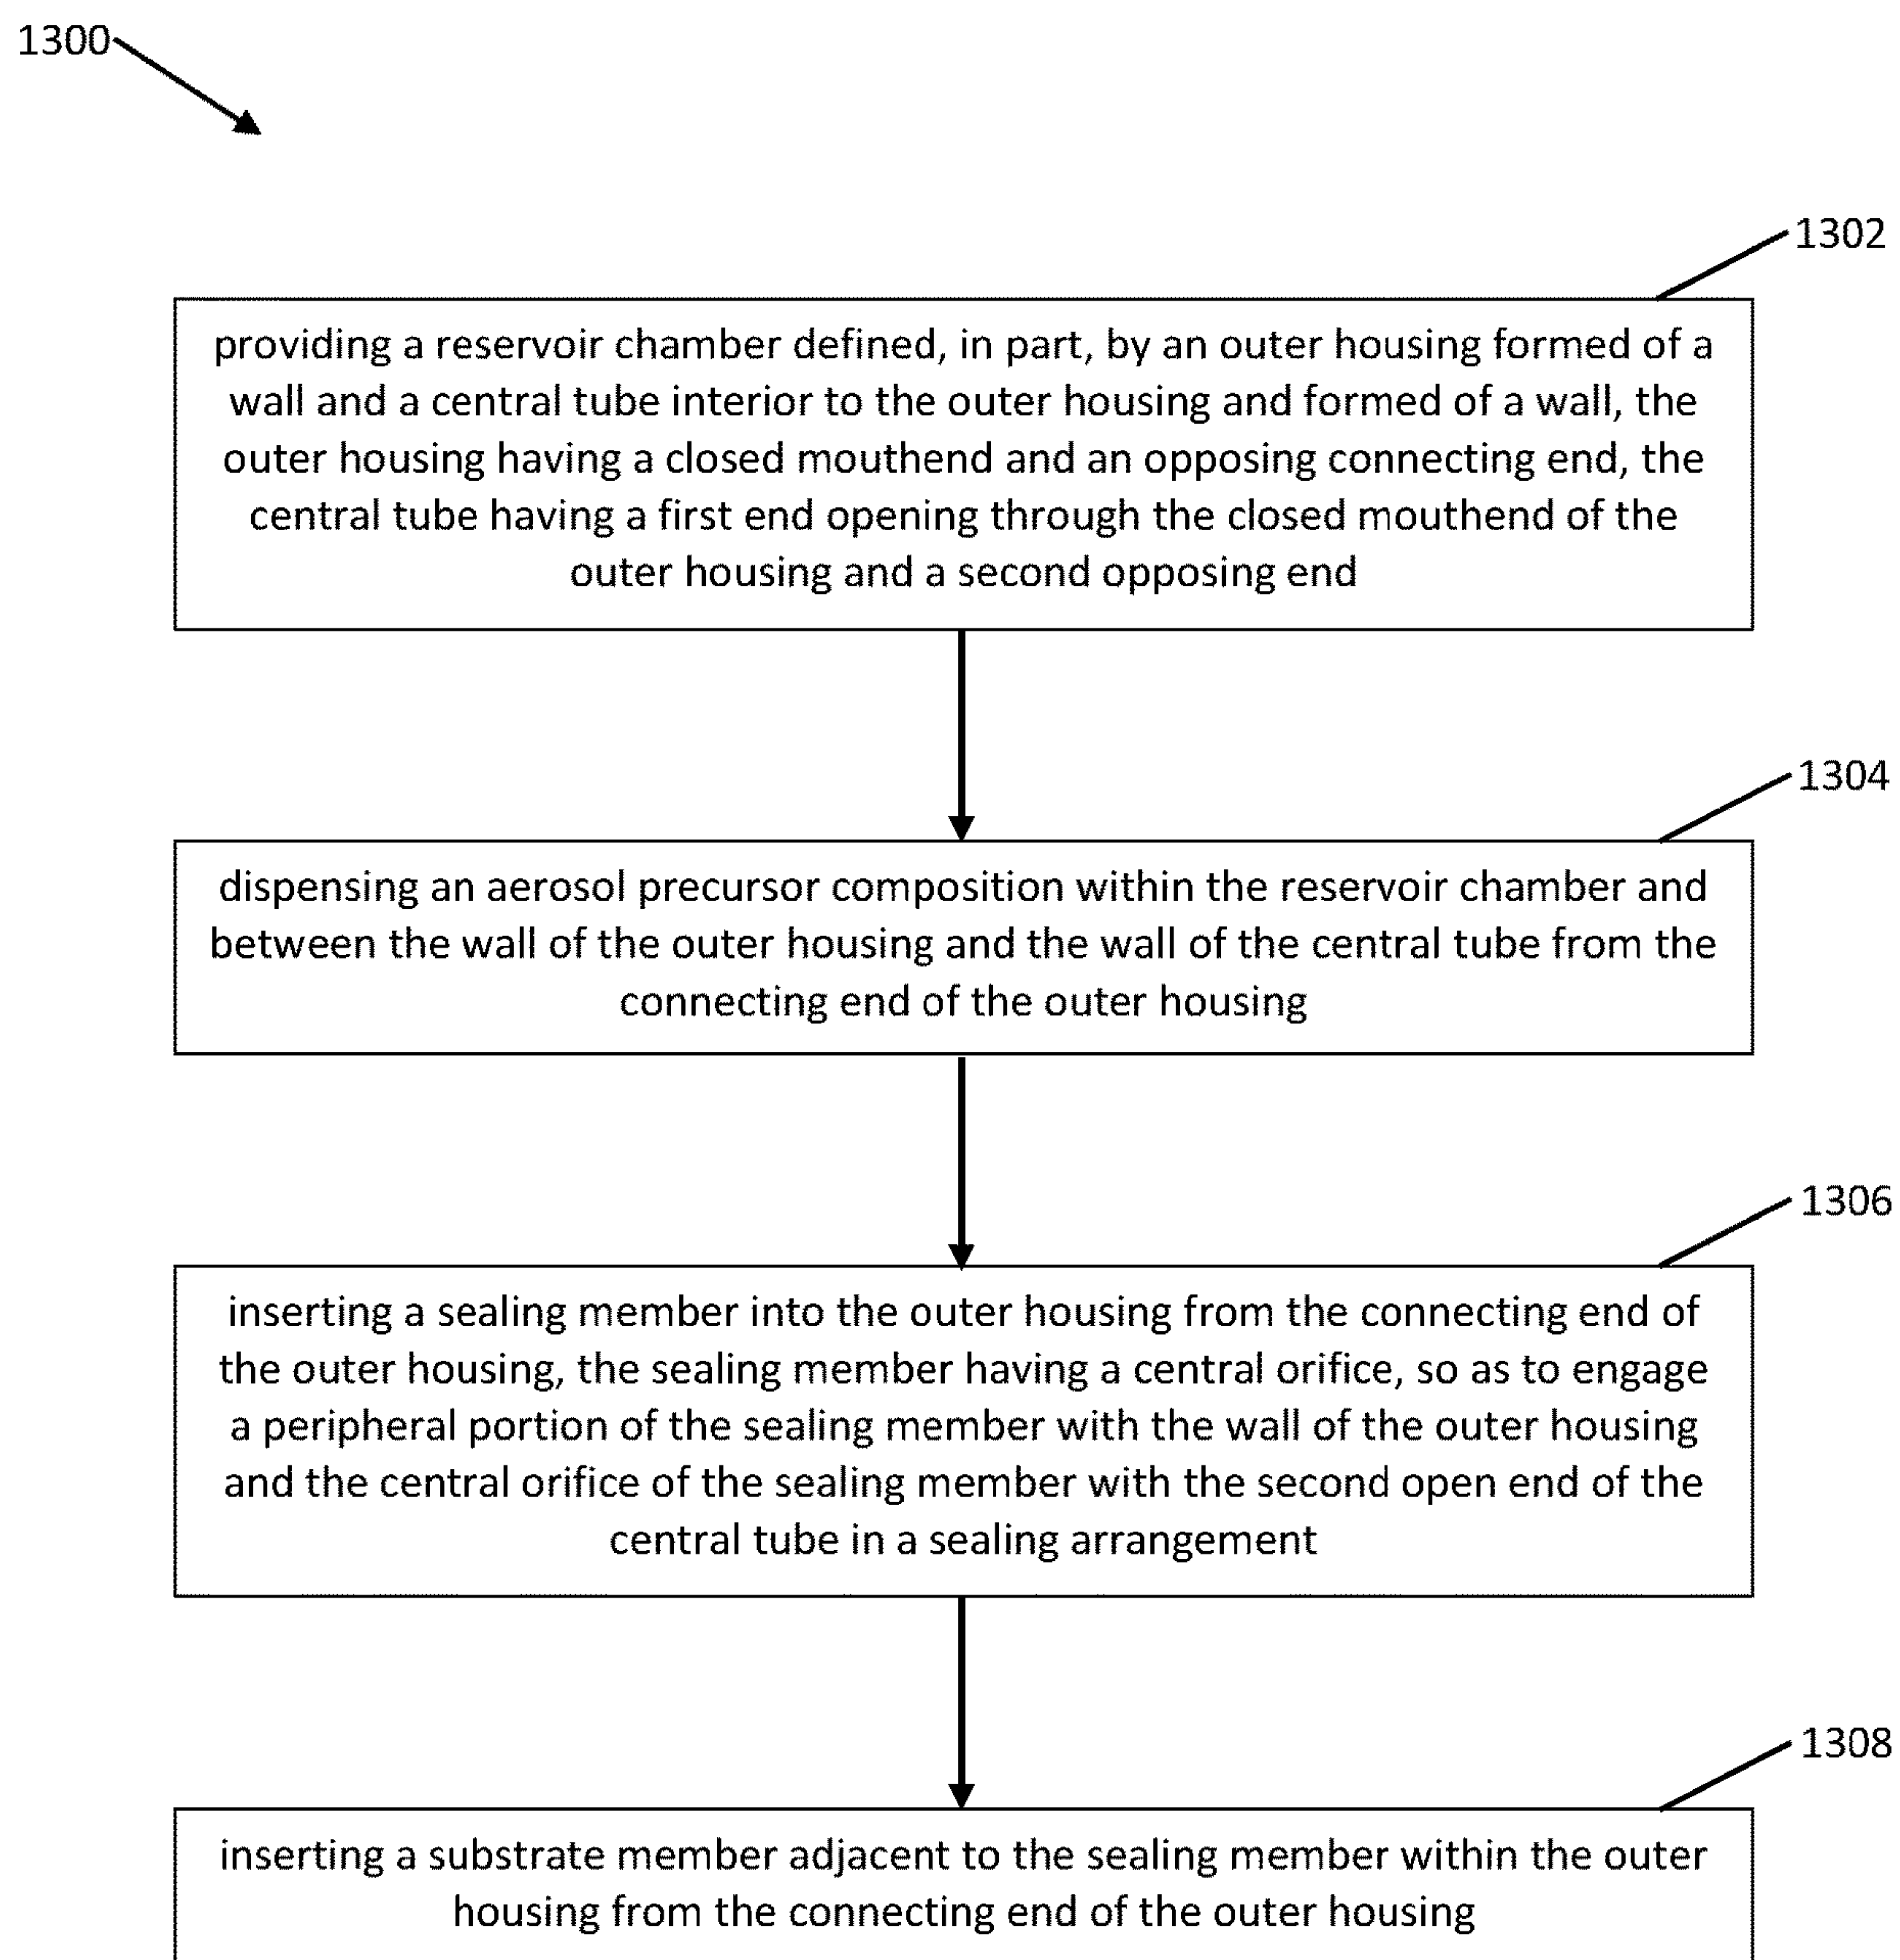 1300
1302
providing a reservoir chamber defined, in part, by an outer housing formed of a
wall and a central tube interior to the outer housing and formed of a wall, the
outer housing having a closed mouthend and an opposing connecting end, the
central tube having a first end opening through the closed mouthend of the
outer housing and a second opposing end
1304
dispensing an aerosol precursor composition within the reservoir chamber and
between the wall of the outer housing and the wall of the central tube from the
connecting end of the outer housing
1306
inserting a sealing member into the outer housing from the connecting end of
the outer housing, the sealing member having a central orifice, so as to engage
a peripheral portion of the sealing member with the wall of the outer housing
and the central orifice of the sealing member with the second open end of the
central tube in a sealing arrangement
1308
inserting a substrate member adjacent to the sealing member within the outer
housing from the connecting end of the outer housing